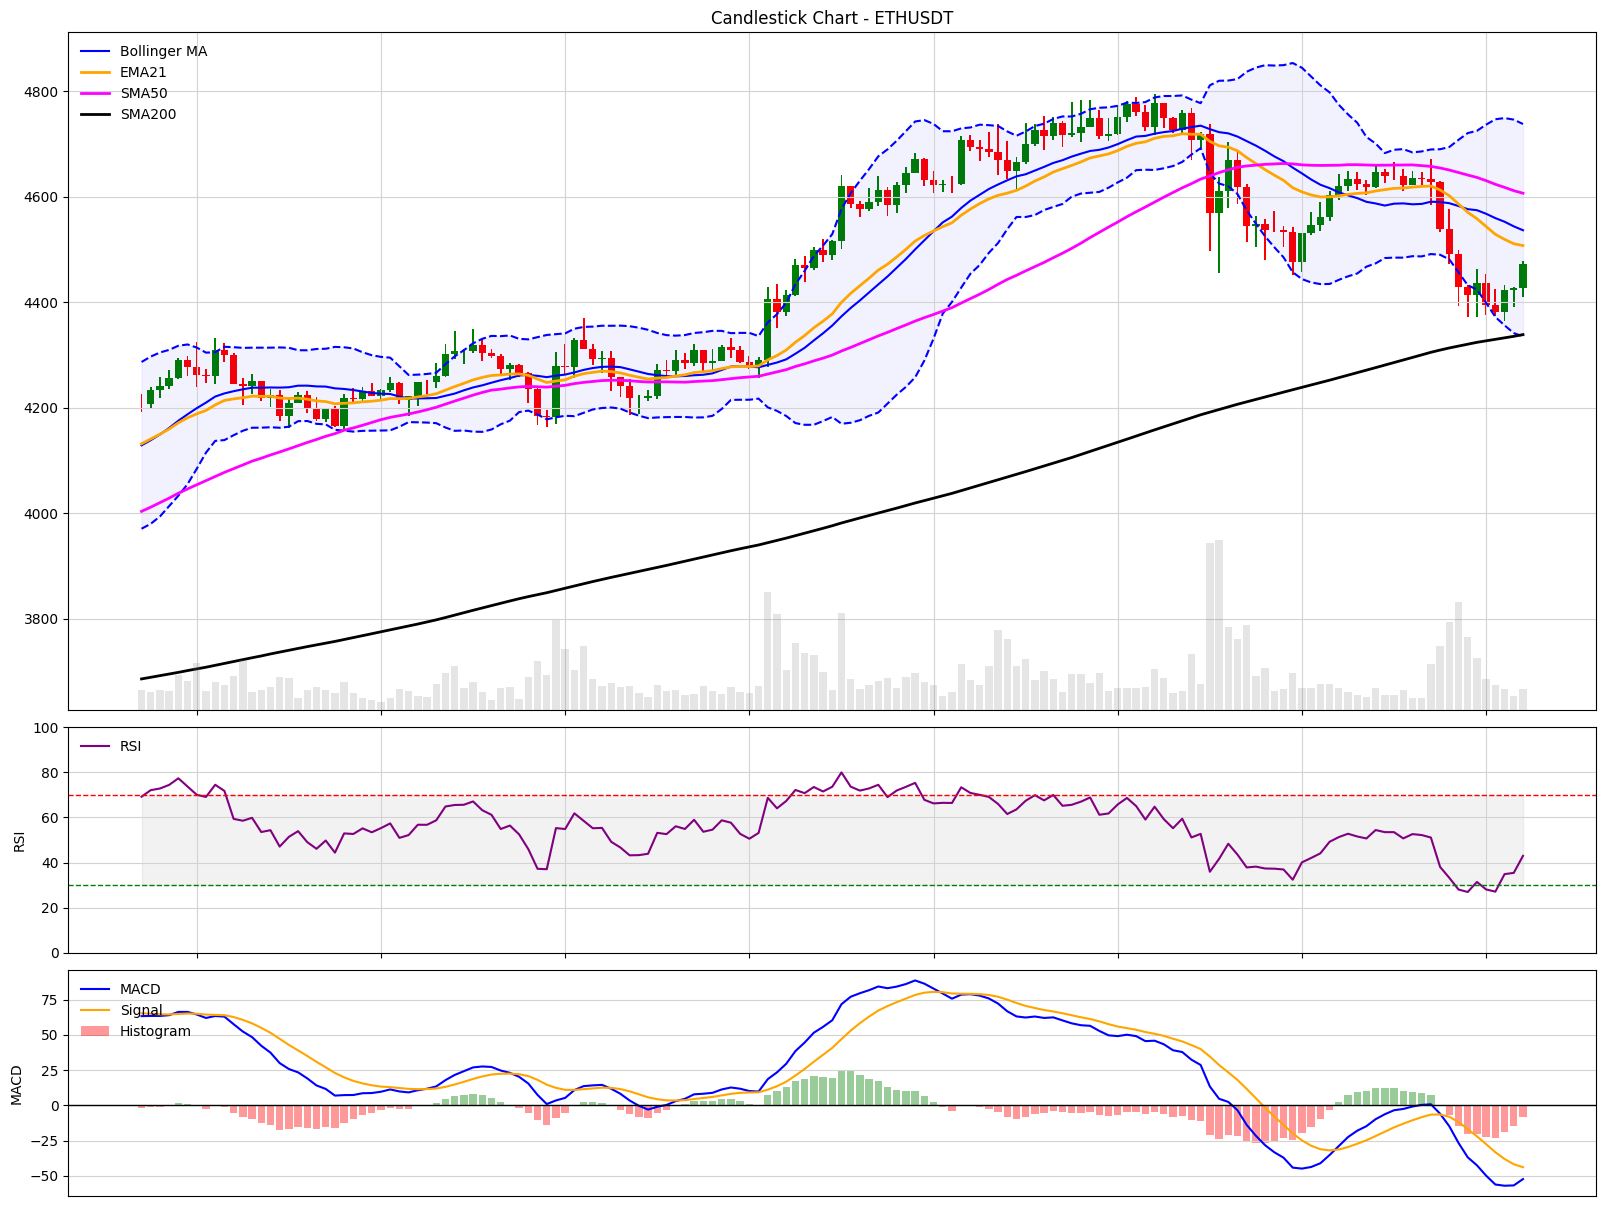 Candlestick Chart - ETHUSDT
Bollinger MA
EMA21
SMA50
SMA200
4800
4600
4400
4200
4000
3800
RSI
100
80
60
40
20
0
RSI
MACD
Signal
Histogram
75
50
25
0
−25
−50
MACD